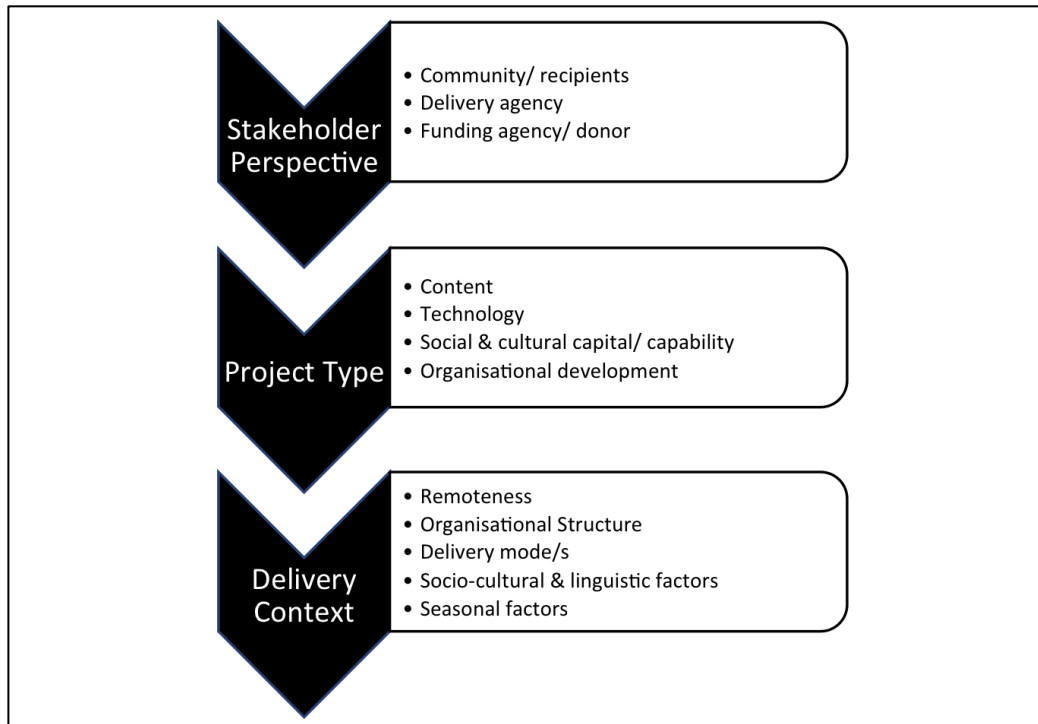 Stakeholder
Perspective
• Community/ recipients
• Delivery agency
• Funding agency/ donor
Project Type
• Content
• Technology
• Social & cultural capital/ capability
• Organisational development
Delivery
Context
• Remoteness
• Organisational Structure
• Delivery mode/s
• Socio-cultural & linguistic factors
• Seasonal factors